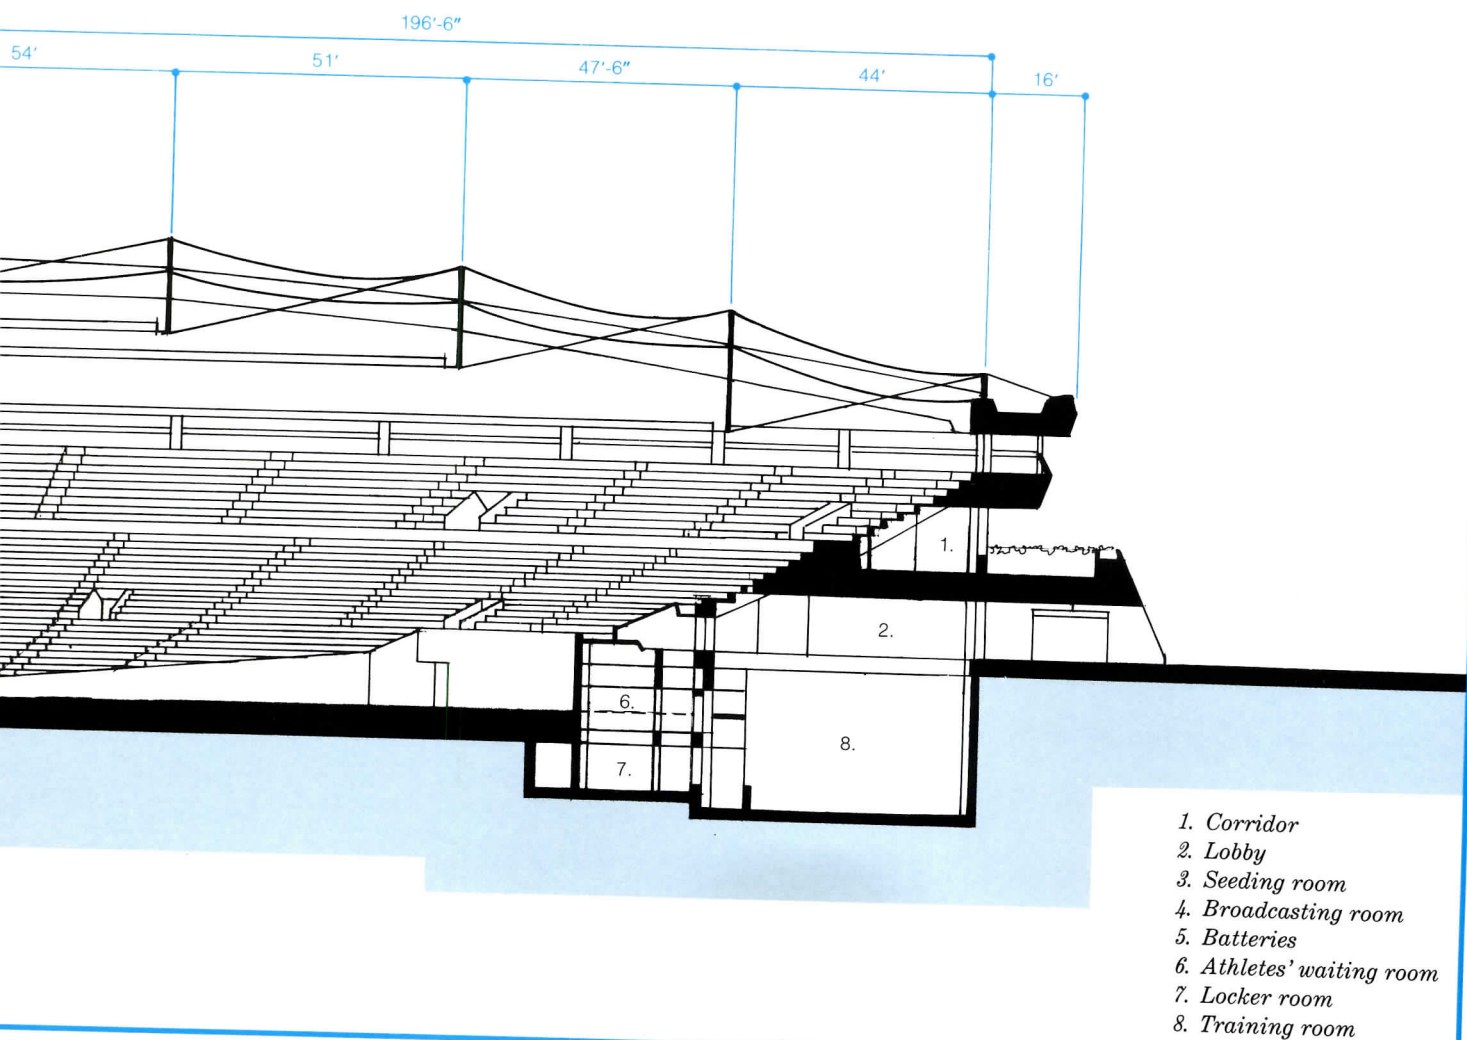 196'-6"
54'
51'
47'-6"
44'
16'
1.
2.
6.
8.
7.
1. Corridor
2. Lobby
3. Seeding room
4. Broadcasting room
5. Batteries
6. Athletes' waiting room
7. Locker room
8. Training room